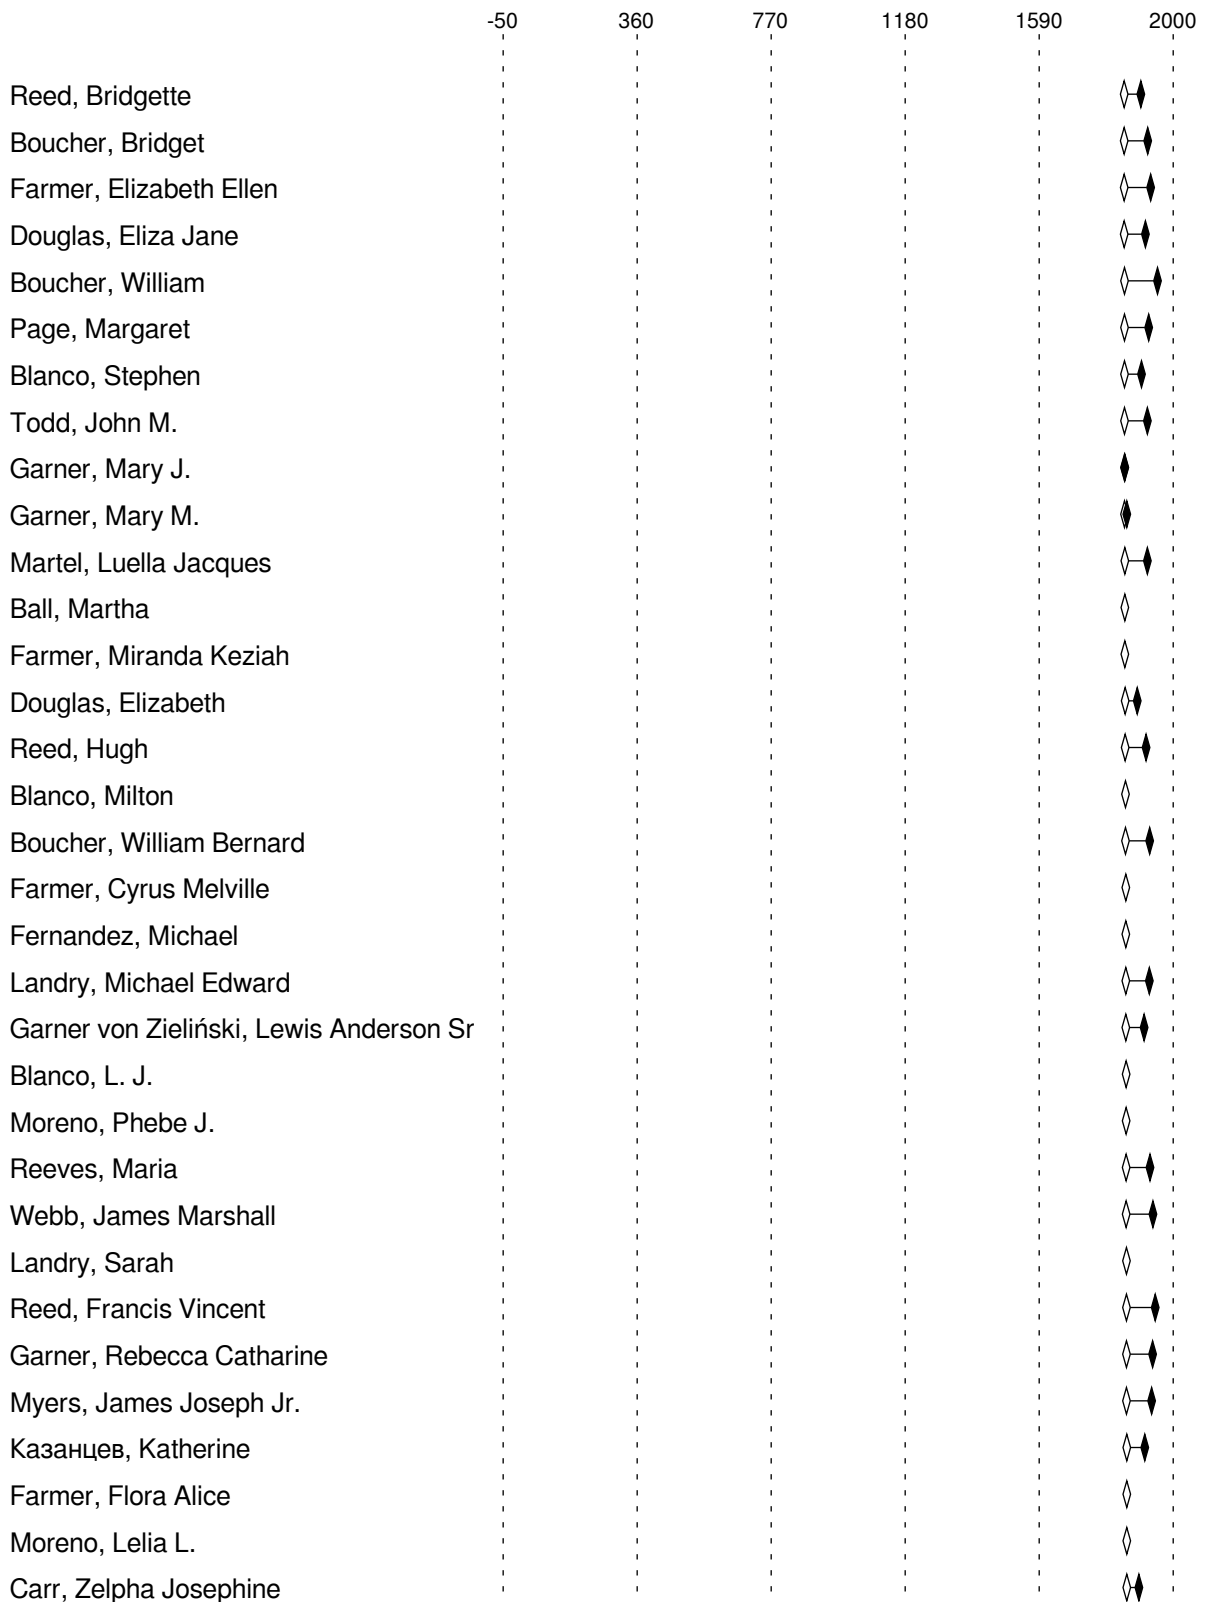 -50 360 770 1180 1590 2000
Reed, Bridgette
Boucher, Bridget
Farmer, Elizabeth Ellen
Douglas, Eliza Jane
Boucher, William
Page, Margaret
Blanco, Stephen
Todd, John M.
Garner, Mary J.
Garner, Mary M.
Martel, Luella Jacques
Ball, Martha
Farmer, Miranda Keziah
Douglas, Elizabeth
Reed, Hugh
Blanco, Milton
Boucher, William Bernard
Farmer, Cyrus Melville
Fernandez, Michael
Landry, Michael Edward
Garner von Zieliński, Lewis Anderson Sr
Blanco, L. J.
Moreno, Phebe J.
Reeves, Maria
Webb, James Marshall
Landry, Sarah
Reed, Francis Vincent
Garner, Rebecca Catharine
Myers, James Joseph Jr.
Казанцев, Katherine
Farmer, Flora Alice
Moreno, Lelia L.
Carr, Zelpha Josephine